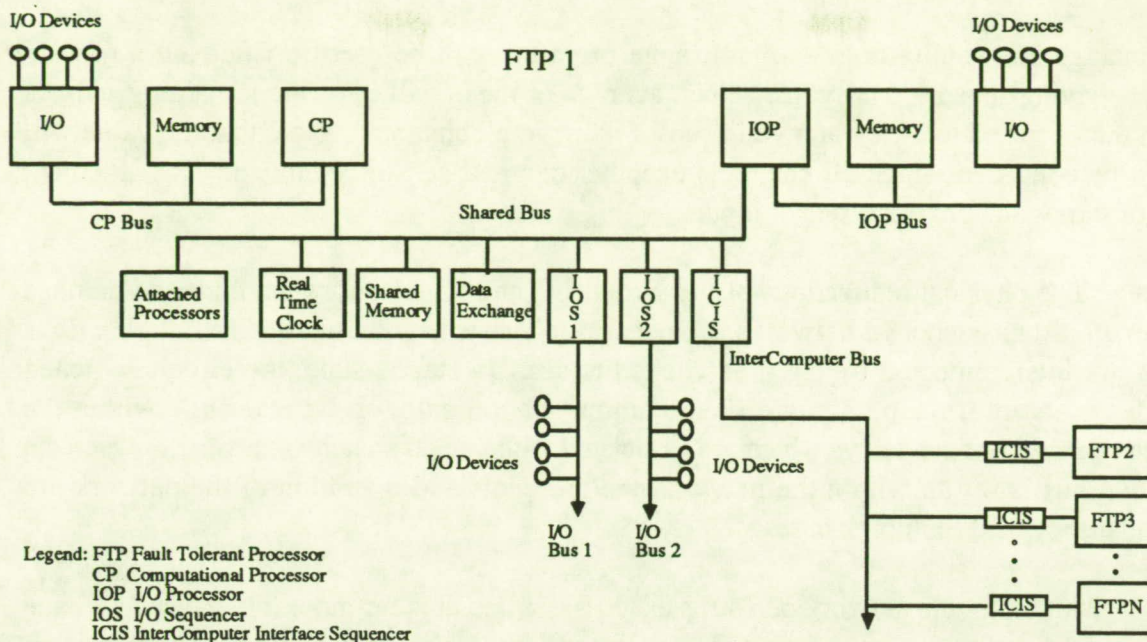 I/O Devices
I/O Devices
FTP 1
I/O
Memory
CP
IOP
Memory
I/O
CP Bus
Shared Bus
IOP Bus
Attached
Processors
Real
Time
Clock
Shared
Memory
Data
Exchange
I
O
S
1
I
O
S
2
I
C
I
S
InterComputer Bus
I/O Devices
I/O Devices
ICIS
FTP2
ICIS
FTP3
ICIS
FTPN
I/O
Bus 1
I/O
Bus 2
Legend: FTP Fault Tolerant Processor
CP Computational Processor
IOP I/O Processor
IOS I/O Sequencer
ICIS InterComputer Interface Sequencer